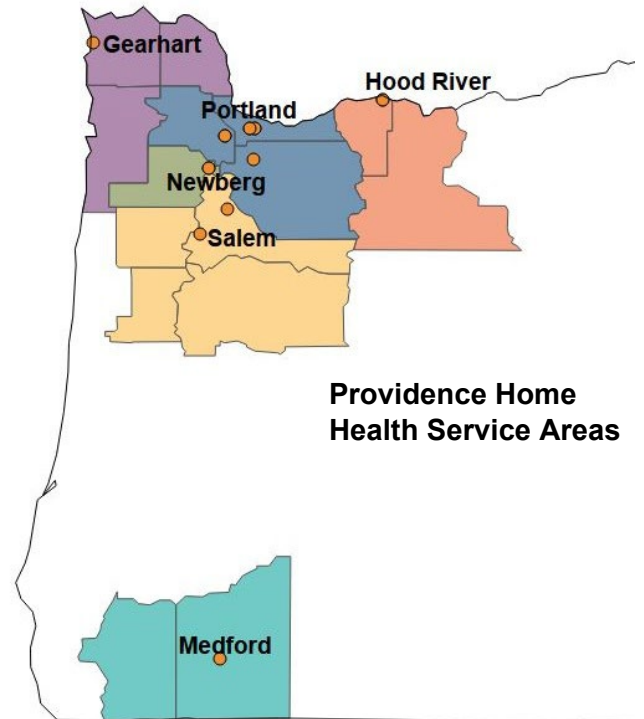 Gearhart
Hood River
Portland
Newberg
Salem
Providence Home
Health Service Areas
Medford